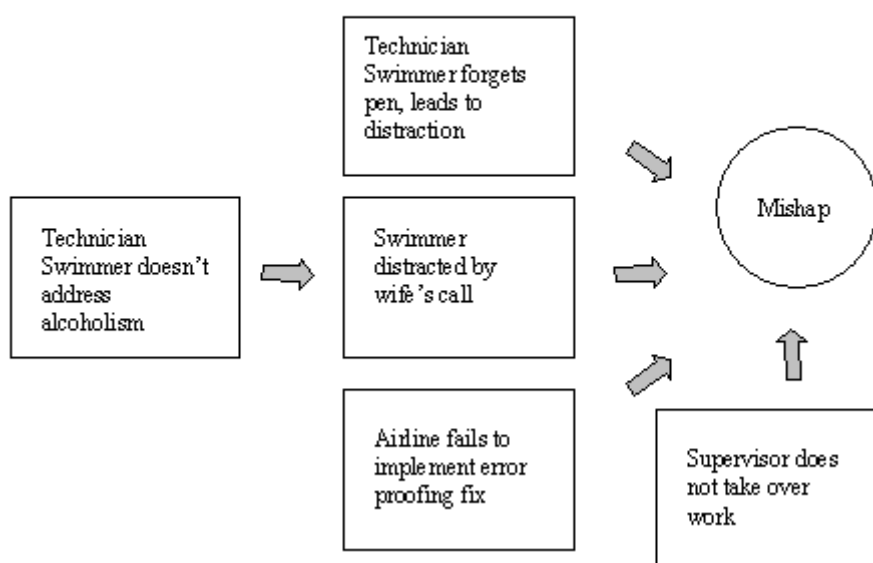 Technician
Swimmer forgets
pen, leads to
distraction
Mishap
Technician
Swimmer doesn't
address
alcoholism
Swimmer
distracted by
wife's call
Airline fails to
implement error
proofing fix
Supervisor does
not take over
work